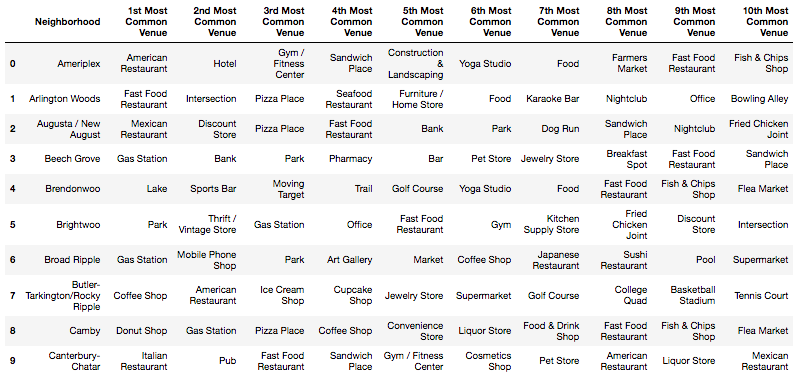 Neighborhood 1st Most Common Venue 2nd Most Common Venue 3rd Most Common Venue 4th Most Common Venue 5th Most Common Venue 6th Most Common Venue 7th Most Common Venue 8th Most Common Venue 9th Most Common Venue 10th Most Common Venue
0 Ameriplex American Restaurant Hotel Gym / Fitness Center Sandwich Place Construction & Landscaping Yoga Studio Food Farmers Market Fast Food Restaurant Fish & Chips Shop
1 Arlington Woods Fast Food Restaurant Intersection Pizza Place Seafood Restaurant Furniture / Home Store Food Karaoke Bar Nightclub Office Bowling Alley
2 Augusta / New August Mexican Restaurant Discount Store Pizza Place Fast Food Restaurant Bank Park Dog Run Sandwich Place Nightclub Fried Chicken Joint
3 Beech Grove Gas Station Bank Park Pharmacy Bar Pet Store Jewelry Store Breakfast Spot Fast Food Restaurant Sandwich Place
4 Brendonwoo Lake Sports Bar Moving Target Trail Golf Course Yoga Studio Food Fast Food Restaurant Fish & Chips Shop Flea Market
5 Brightwoo Park Thrift / Vintage Store Gas Station Office Fast Food Restaurant Gym Kitchen Supply Store Fried Chicken Joint Discount Store Intersection
6 Broad Ripple Gas Station Mobile Phone Shop Park Art Gallery Market Coffee Shop Japanese Restaurant Sushi Restaurant Pool Supermarket
7 Butler-Tarkington/Rocky Ripple Coffee Shop American Restaurant Ice Cream Shop Cupcake Shop Jewelry Store Supermarket Golf Course College Quad Basketball Stadium Tennis Court
8 Camby Donut Shop Gas Station Pizza Place Coffee Shop Convenience Store Liquor Store Food & Drink Shop Fast Food Restaurant Fish & Chips Shop Flea Market
9 Canterbury-Chatar Italian Restaurant Pub Fast Food Restaurant Sandwich Place Gym / Fitness Center Cosmetics Shop Pet Store American Restaurant Liquor Store Mexican Restaurant